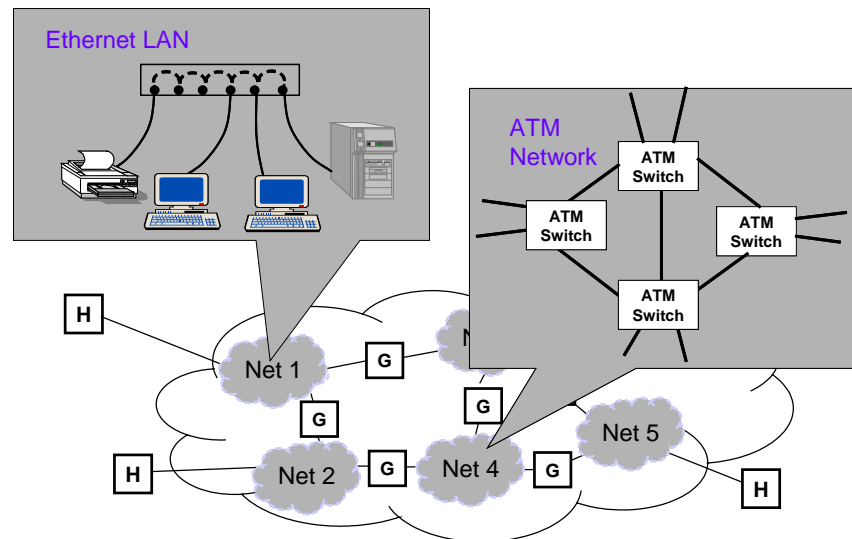 Ethernet LAN
ATM
Network
ATM
Switch
ATM
Switch
ATM
Switch
ATM
Switch
H
Net 1
G
G
G
Net 5
H
Net 2
G
Net 4
G
H